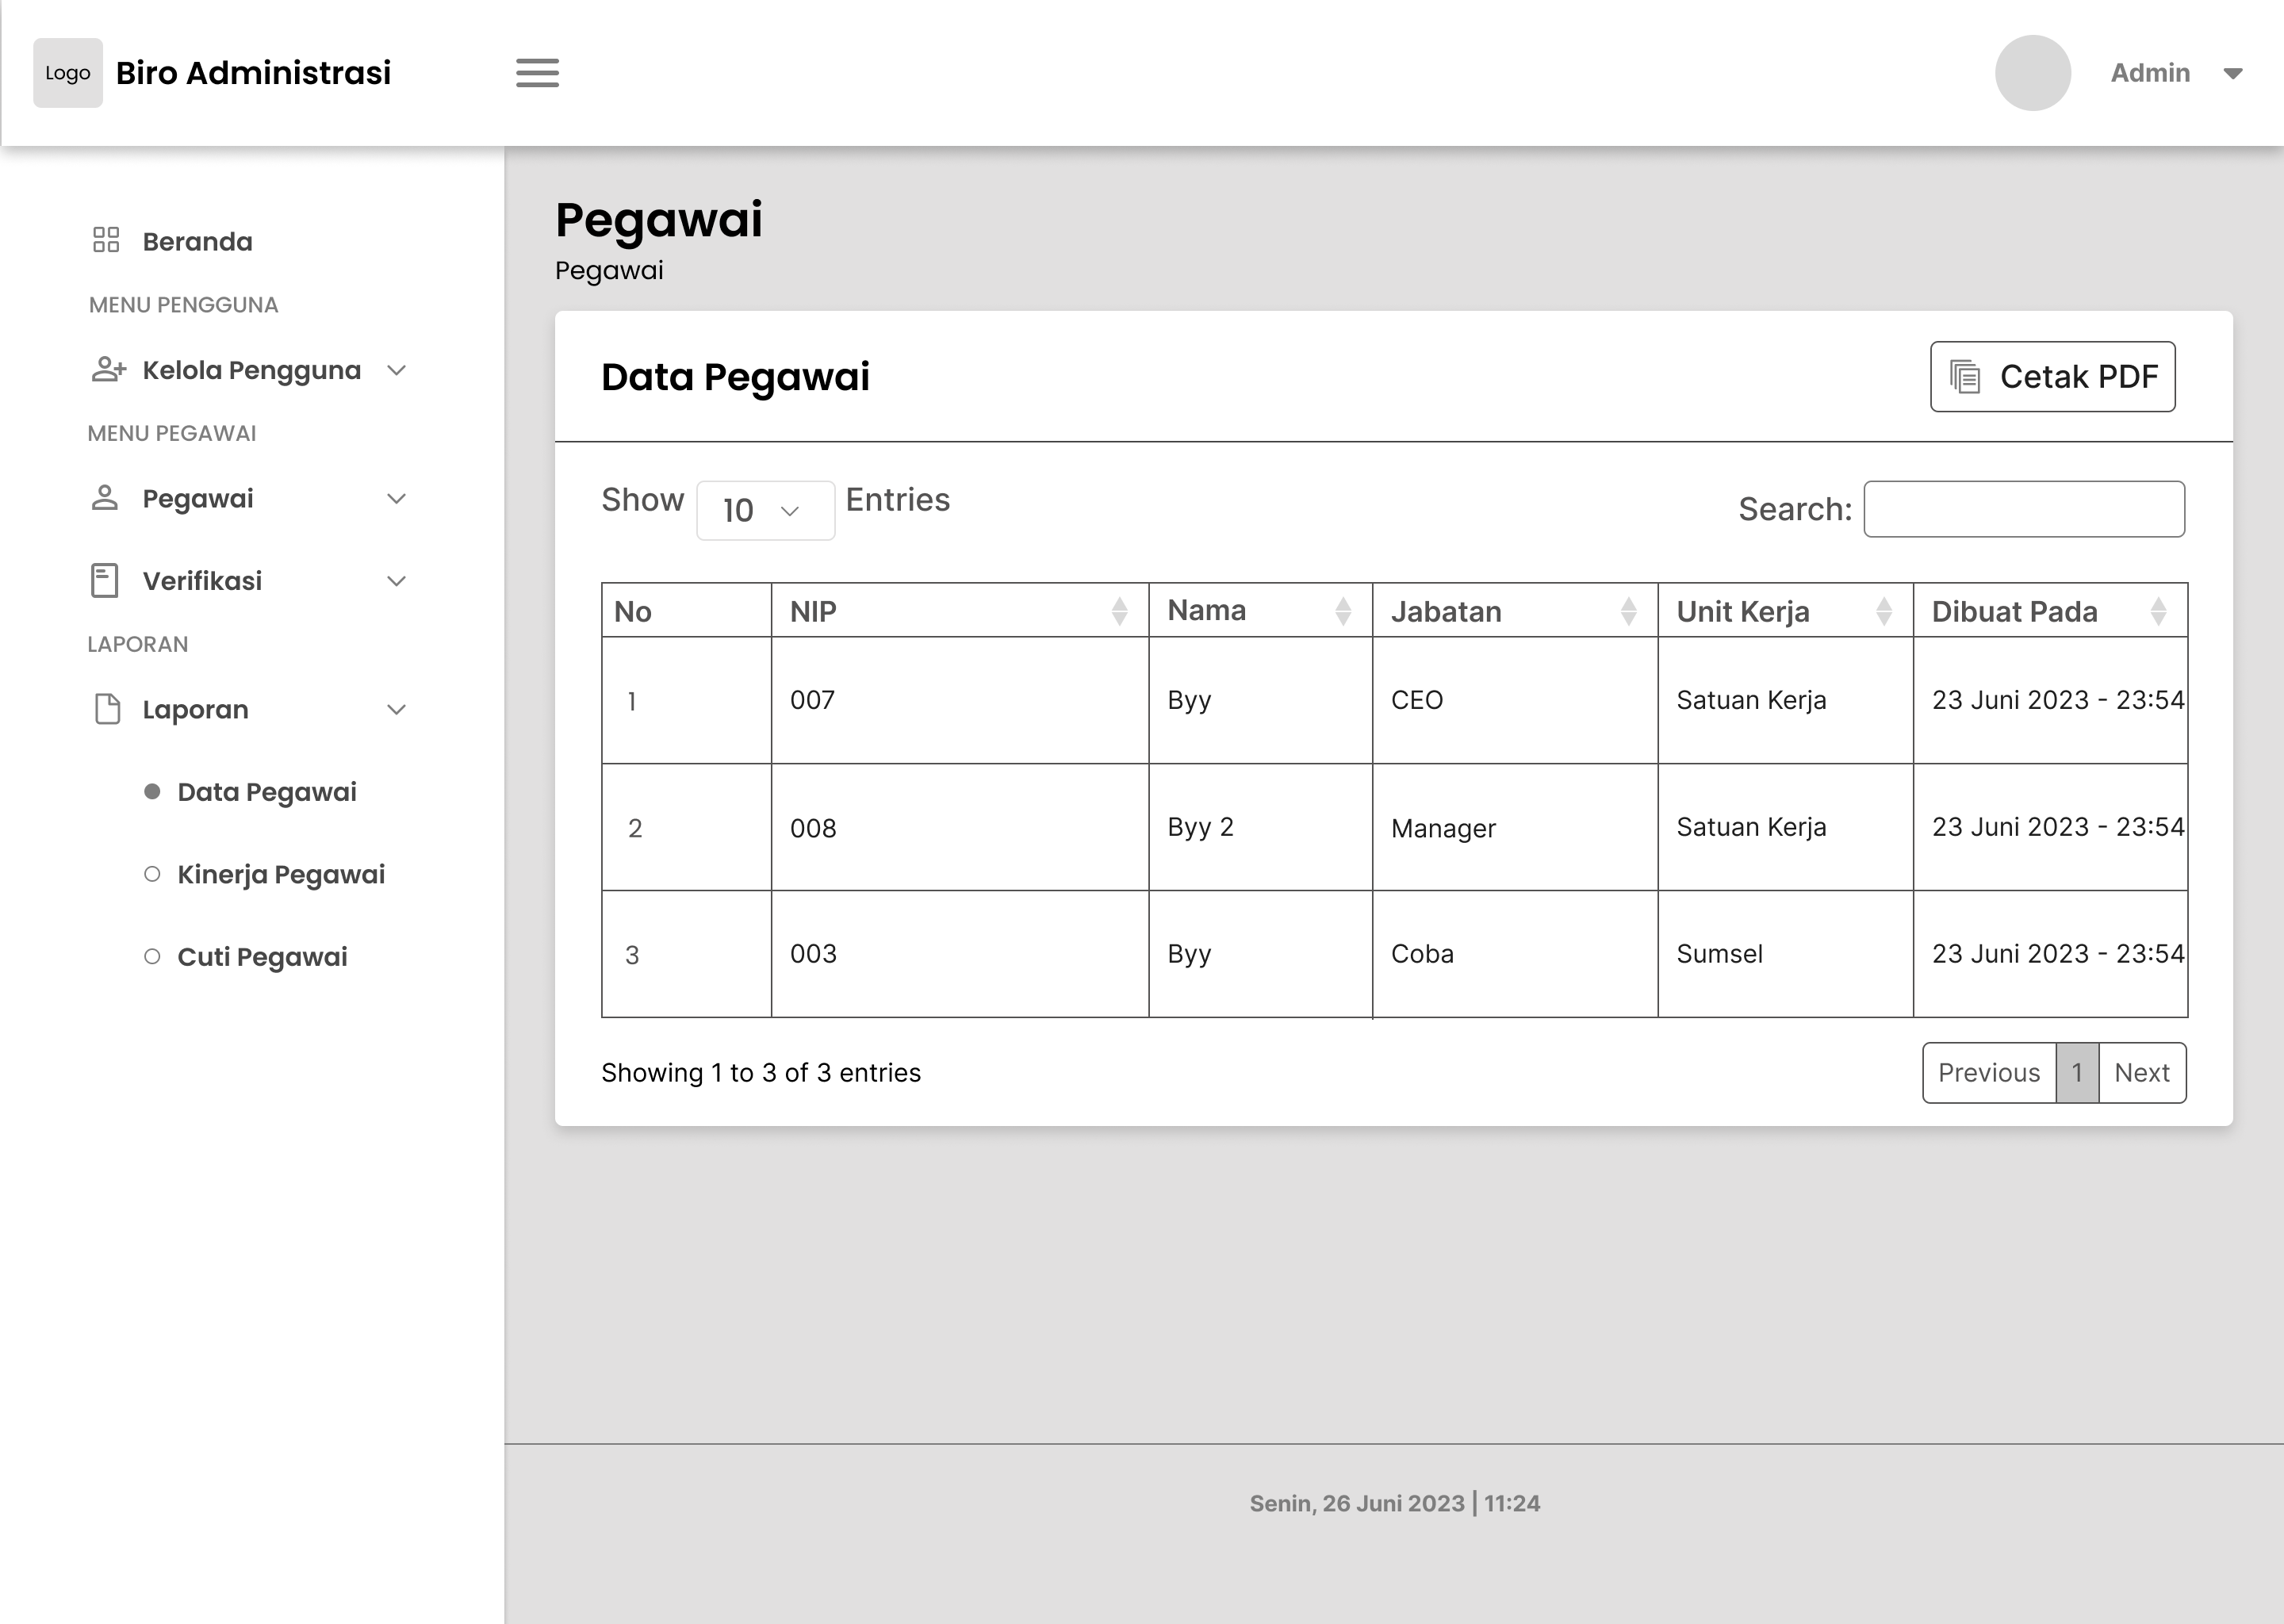 Logo Biro Administrasi Admin
Beranda
MENU PENGGUNA
Kelola Pengguna
MENU PEGAWAI
Pegawai
Verifikasi
LAPORAN
Laporan
Data Pegawai
Kinerja Pegawai
Cuti Pegawai
Pegawai
Pegawai
Data Pegawai Cetak PDF
Show 10 Entries Search:
No NIP Nama Jabatan Unit Kerja Dibuat Pada
1 007 Byy CEO Satuan Kerja 23 Juni 2023 - 23:54
2 008 Byy 2 Manager Satuan Kerja 23 Juni 2023 - 23:54
3 003 Byy Coba Sumsel 23 Juni 2023 - 23:54
Showing 1 to 3 of 3 entries Previous 1 Next
Senin, 26 Juni 2023 | 11:24